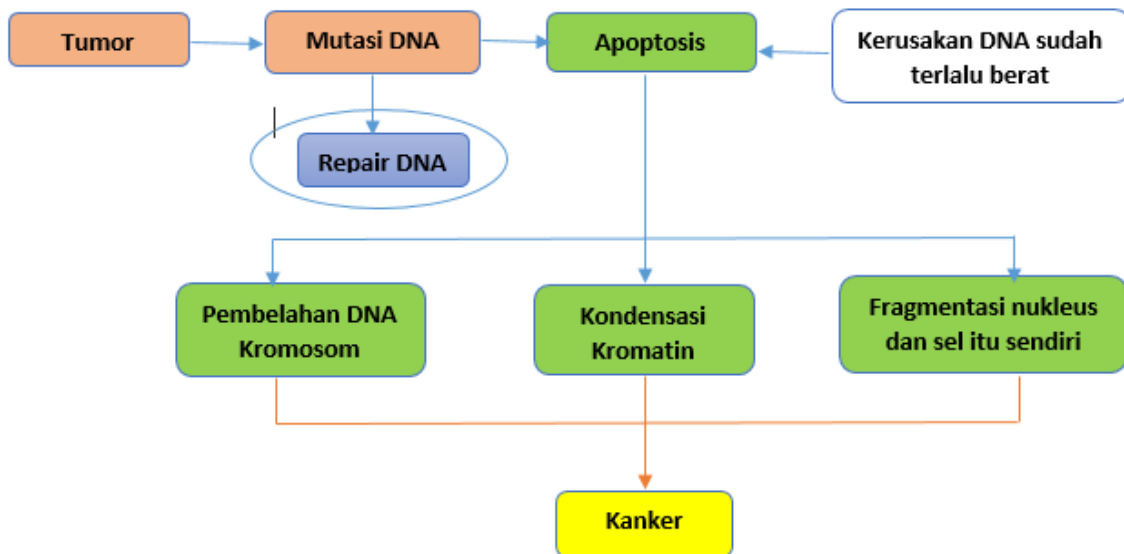 Tumor
Mutasi DNA
Apoptosis
Kerusakan DNA sudah
terlalu berat
Repair DNA
Pembelahan DNA
Kromosom
Kondensasi
Kromatin
Fragmentasi nukleus
dan sel itu sendiri
Kanker